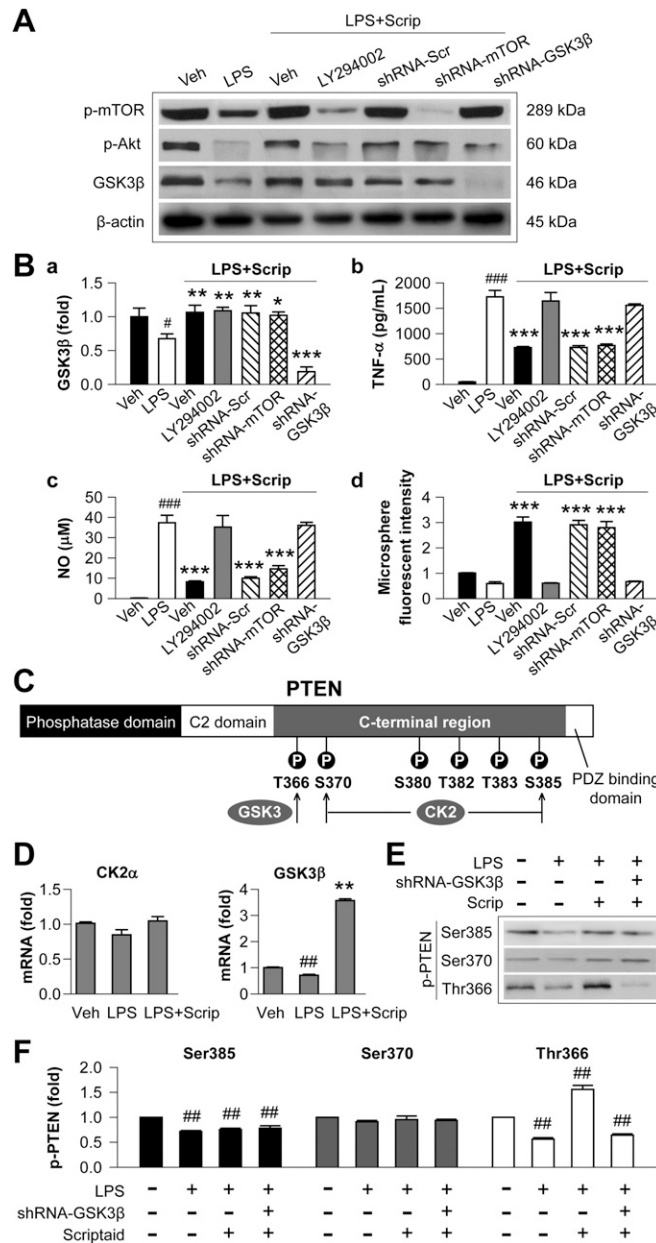 A
LPS+Scrip
Veh LPS Veh LY294002 shRNA-Scr shRNA-mTOR shRNA-GSK3β
p-mTOR 289 kDa
p-Akt 60 kDa
GSK3β 46 kDa
β-actin 45 kDa
B
a
LPS+Scrip
GSK3β (fold)
1.5
1.0
0.5
0.0
# ** ** ** * ***
Veh LPS Veh LY294002 shRNA-Scr shRNA-mTOR shRNA-GSK3β
b
LPS+Scrip
TNF-α (pg/mL)
2000
1500
1000
500
0
### *** *** ***
Veh LPS Veh LY294002 shRNA-Scr shRNA-mTOR shRNA-GSK3β
c
LPS+Scrip
NO (μM)
50
40
30
20
10
0
### *** *** ***
Veh LPS Veh LY294002 shRNA-Scr shRNA-mTOR shRNA-GSK3β
d
LPS+Scrip
Microsphere fluorescent intensity
4
3
2
1
0
*** *** ***
Veh LPS Veh LY294002 shRNA-Scr shRNA-mTOR shRNA-GSK3β
C
PTEN
Phosphatase domain C2 domain C-terminal region
P P P P P P
T366 S370 S380 T382 T383 S385
PDZ binding domain
GSK3 CK2
D
CK2α
mRNA (fold)
1.5
1.0
0.5
0.0
Veh LPS LPS+Scrip
GSK3β
mRNA (fold)
4
3
2
1
0
## **
Veh LPS LPS+Scrip
E
LPS - + + +
shRNA-GSK3β - - - +
Scrip - - + +
p-PTEN
Ser385
Ser370
Thr366
F
Ser385 Ser370 Thr366
p-PTEN (fold)
2.0
1.5
1.0
0.5
0.0
## ## ## ## ## ##
LPS - + + + - + + + - + + +
shRNA-GSK3β - - - + - - - + - - - +
Scriptaid - - + + - - + + - - + +